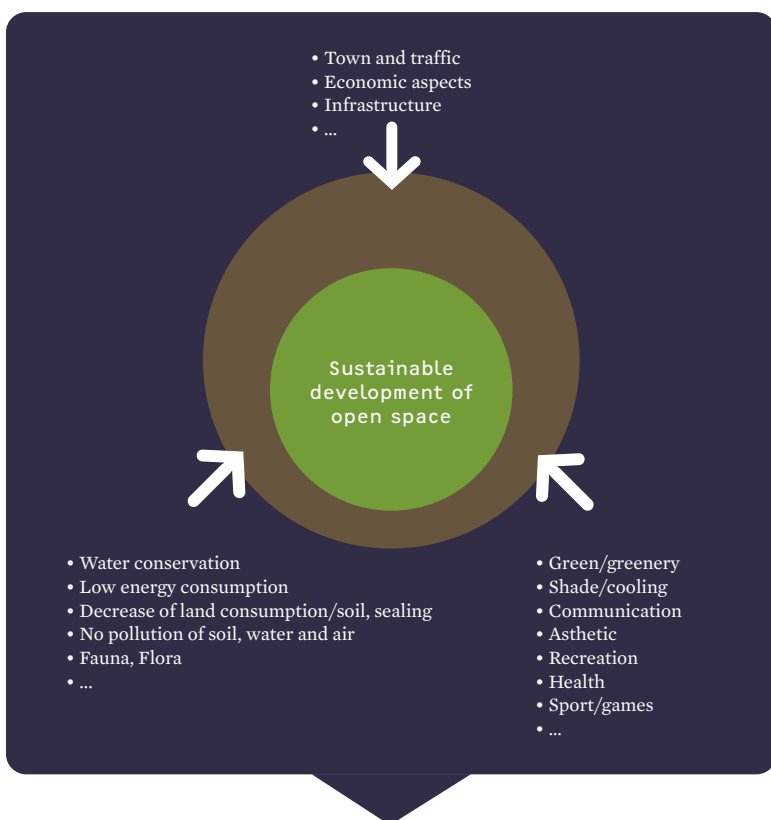 • Town and traffic
• Economic aspects
• Infrastructure
• ...
Sustainable
development of
open space
• Water conservation
• Low energy consumption
• Decrease of land consumption/soil, sealing
• No pollution of soil, water and air
• Fauna, Flora
• ...
• Green/greenery
• Shade/cooling
• Communication
• Asthetic
• Recreation
• Health
• Sport/games
• ...